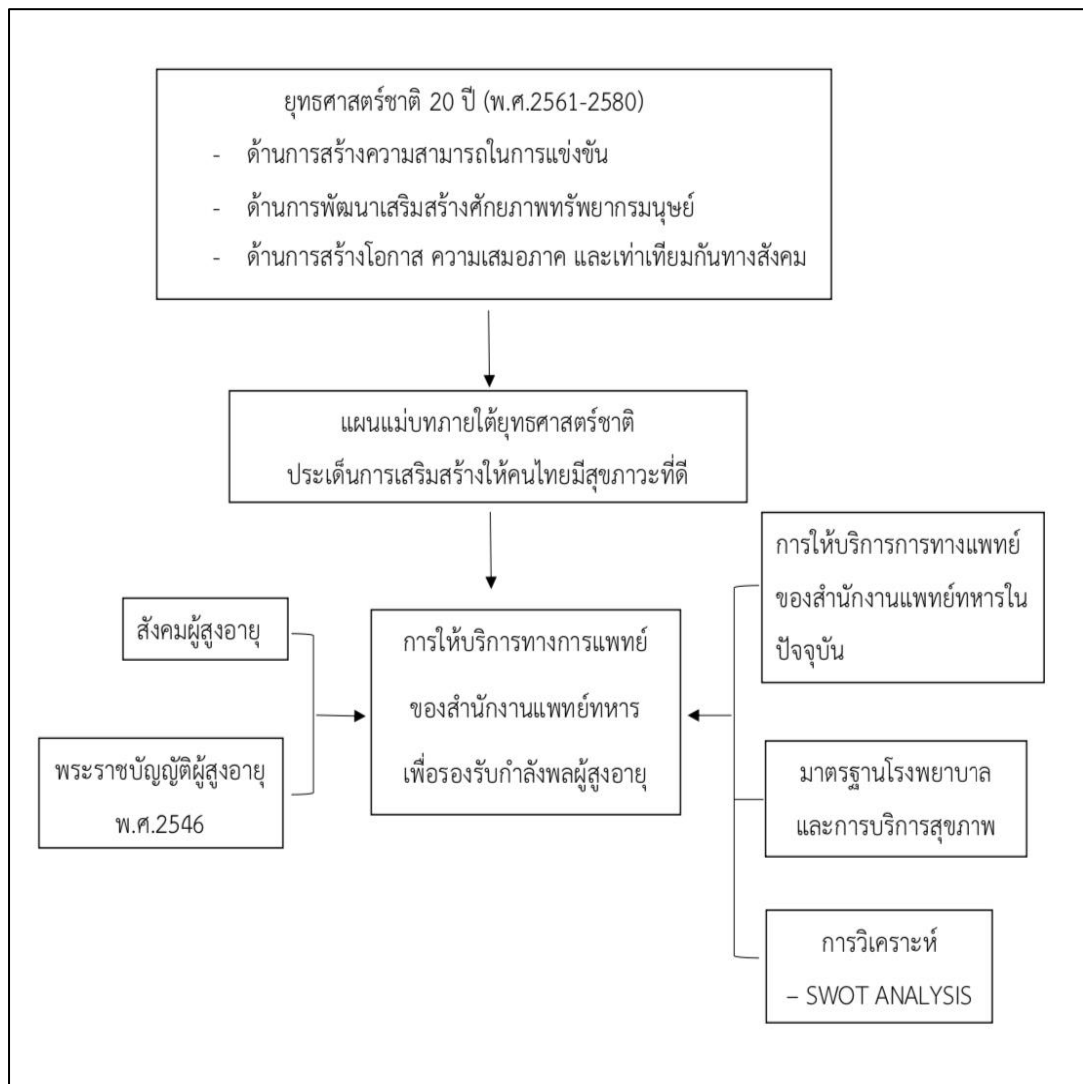 ยุทธศาสตร์ชาติ 20 ปี (พ.ศ.2561-2580)
- ด้านการสร้างความสามารถในการแข่งขัน
- ด้านการพัฒนาเสริมสร้างศักยภาพทรัพยากรมนุษย์
- ด้านการสร้างโอกาส ความเสมอภาค และเท่าเทียมกันทางสังคม
แผนแม่บทภายใต้ยุทธศาสตร์ชาติ
ประเด็นการเสริมสร้างให้คนไทยมีสุขภาวะที่ดี
สังคมผู้สูงอายุ
พระราชบัญญัติผู้สูงอายุ
พ.ศ.2546
การให้บริการทางการแพทย์
ของสำนักงานแพทย์ทหาร
เพื่อรองรับกำลังพลผู้สูงอายุ
การให้บริการการทางแพทย์
ของสำนักงานแพทย์ทหารใน
ปัจจุบัน
มาตรฐานโรงพยาบาล
และการบริการสุขภาพ
การวิเคราะห์
– SWOT ANALYSIS